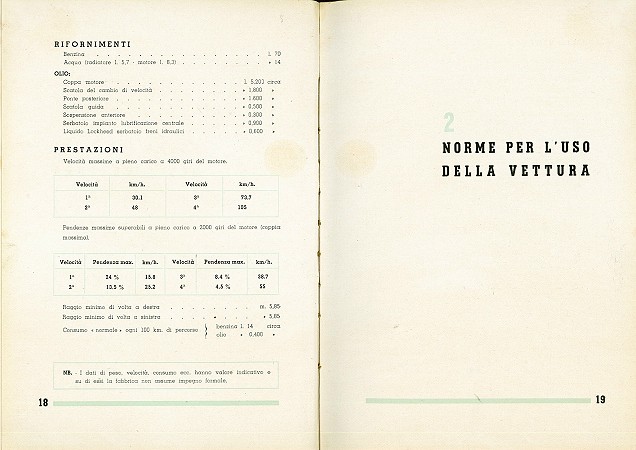 RIFORNIMENTI
Benzina . . . . . . . . . . . . . . . . l. 70
Acqua (radiatore l. 5,7 - motore l. 8,3) . . . . . . . . » 14
OLIO:
Coppa motore . . . . . . . . . . . . . l. 5.200 circa
Scatola del cambio di velocità . . . . . . . » 1.800 »
Ponte posteriore . . . . . . . . . . . . » 1.600 »
Scatola guida . . . . . . . . . . . . . » 0,500 »
Sospensione anteriore . . . . . . . . . . » 0,800 »
Serbatoio impianto lubrificazione centrale . . . . » 0,900 »
Liquido Lockheed serbatoio freni idraulici . . . . » 0,600 »
PRESTAZIONI
Velocità massime a pieno carico a 4000 giri del motore.
Velocità km/h. Velocità km/h.
1ª 30.1 3ª 73.7
2ª 48 4ª 105
Pendenze massime superabili a pieno carico a 2000 giri del motore (coppia
massima).
Velocità Pendenza max. km/h. Velocità Pendenza max. km/h.
1ª 24 % 15.8 3ª 8.4 % 38.7
2ª 13.5 % 25.2 4ª 4.5 % 55
Raggio minimo di volta a destra . . . . . . . . m. 5,85
Raggio minimo di volta a sinistra . . . . . . . . » 5,85
Consumo « normale » ogni 100 km. di percorso } benzina l. 14 circa
olio » 0,400 »
NB. - I dati di peso, velocità, consumo ecc. hanno valore indicativo e
su di essi la fabbrica non assume impegno formale.
18
2
NORME PER L'USO
DELLA VETTURA
19